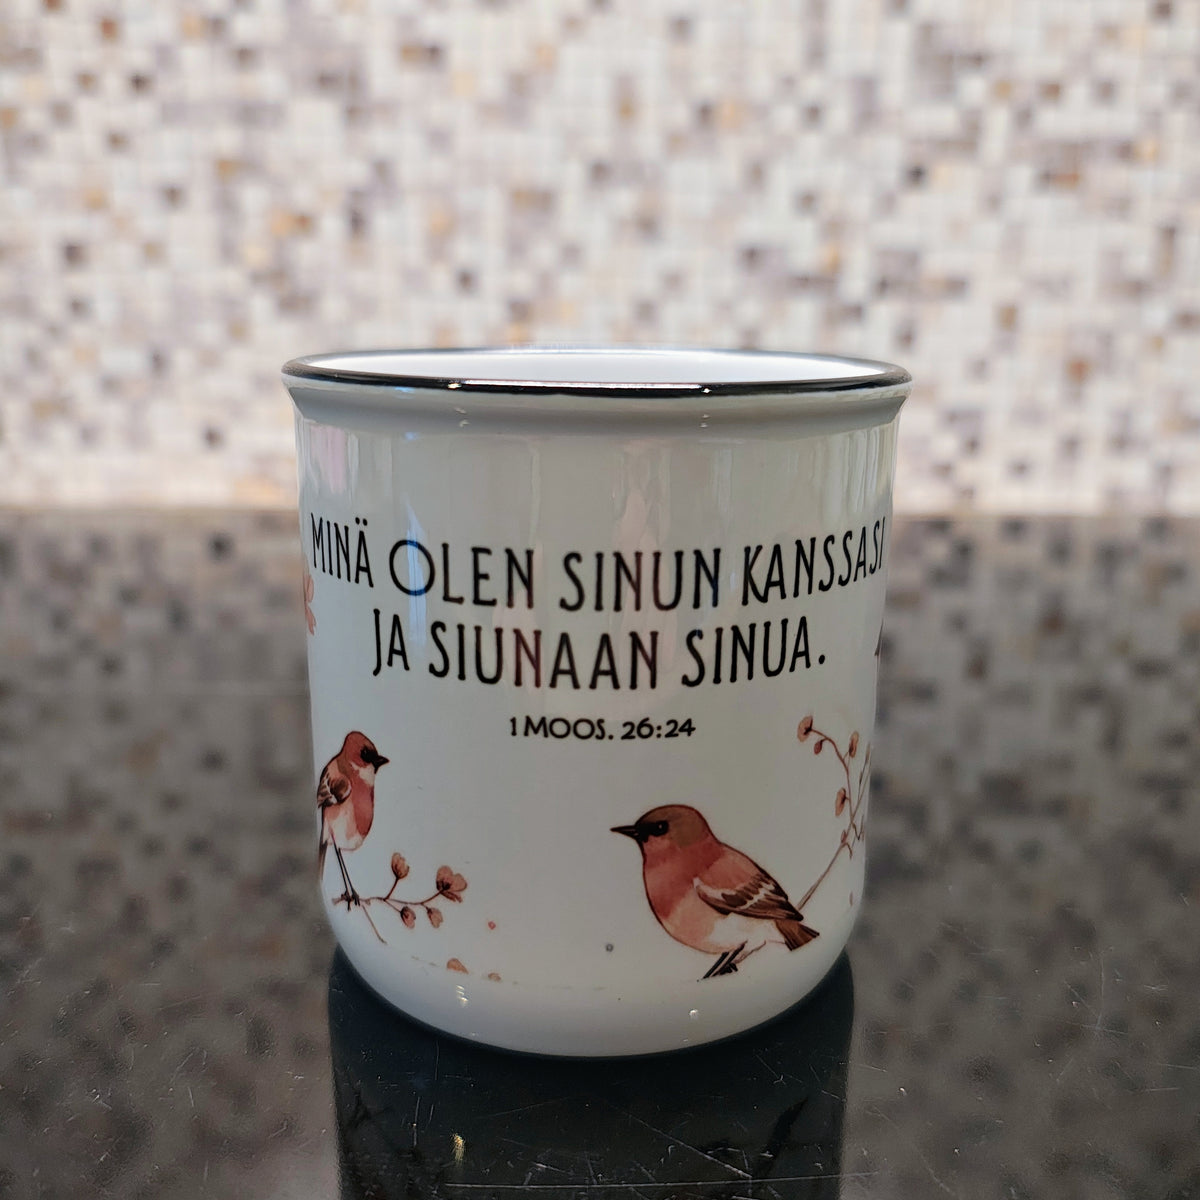 MINÄ OLEN SINUN KANSSASI
JA SIUNAAN SINUA.
1 MOOS. 26:24